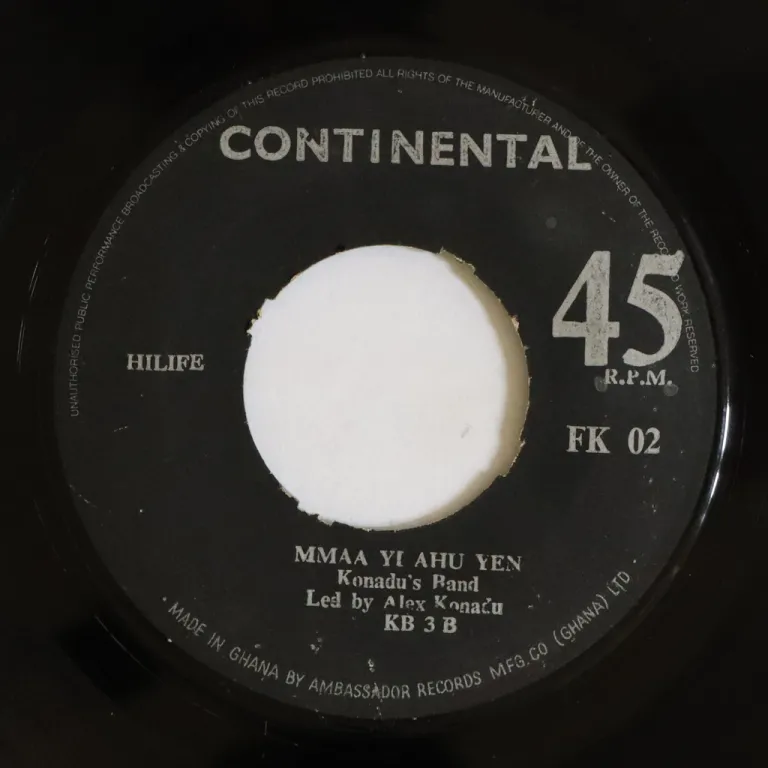 UNAUTHORISED PUBLIC PERFORMANCE BROADCASTING & COPYING OF THIS RECORD PROHIBITED ALL RIGHTS OF THE MANUFACTURER AND OF THE OWNER OF THE RECORDED WORK RESERVED
CONTINENTAL
45
R.P.M.
HILIFE
FK 02
MMAA YI AHU YEN
Konadu's Band
Led by Alex Konadu
KB 3 B
· MADE IN GHANA BY AMBASSADOR RECORDS MFG. CO (GHANA) LTD ·